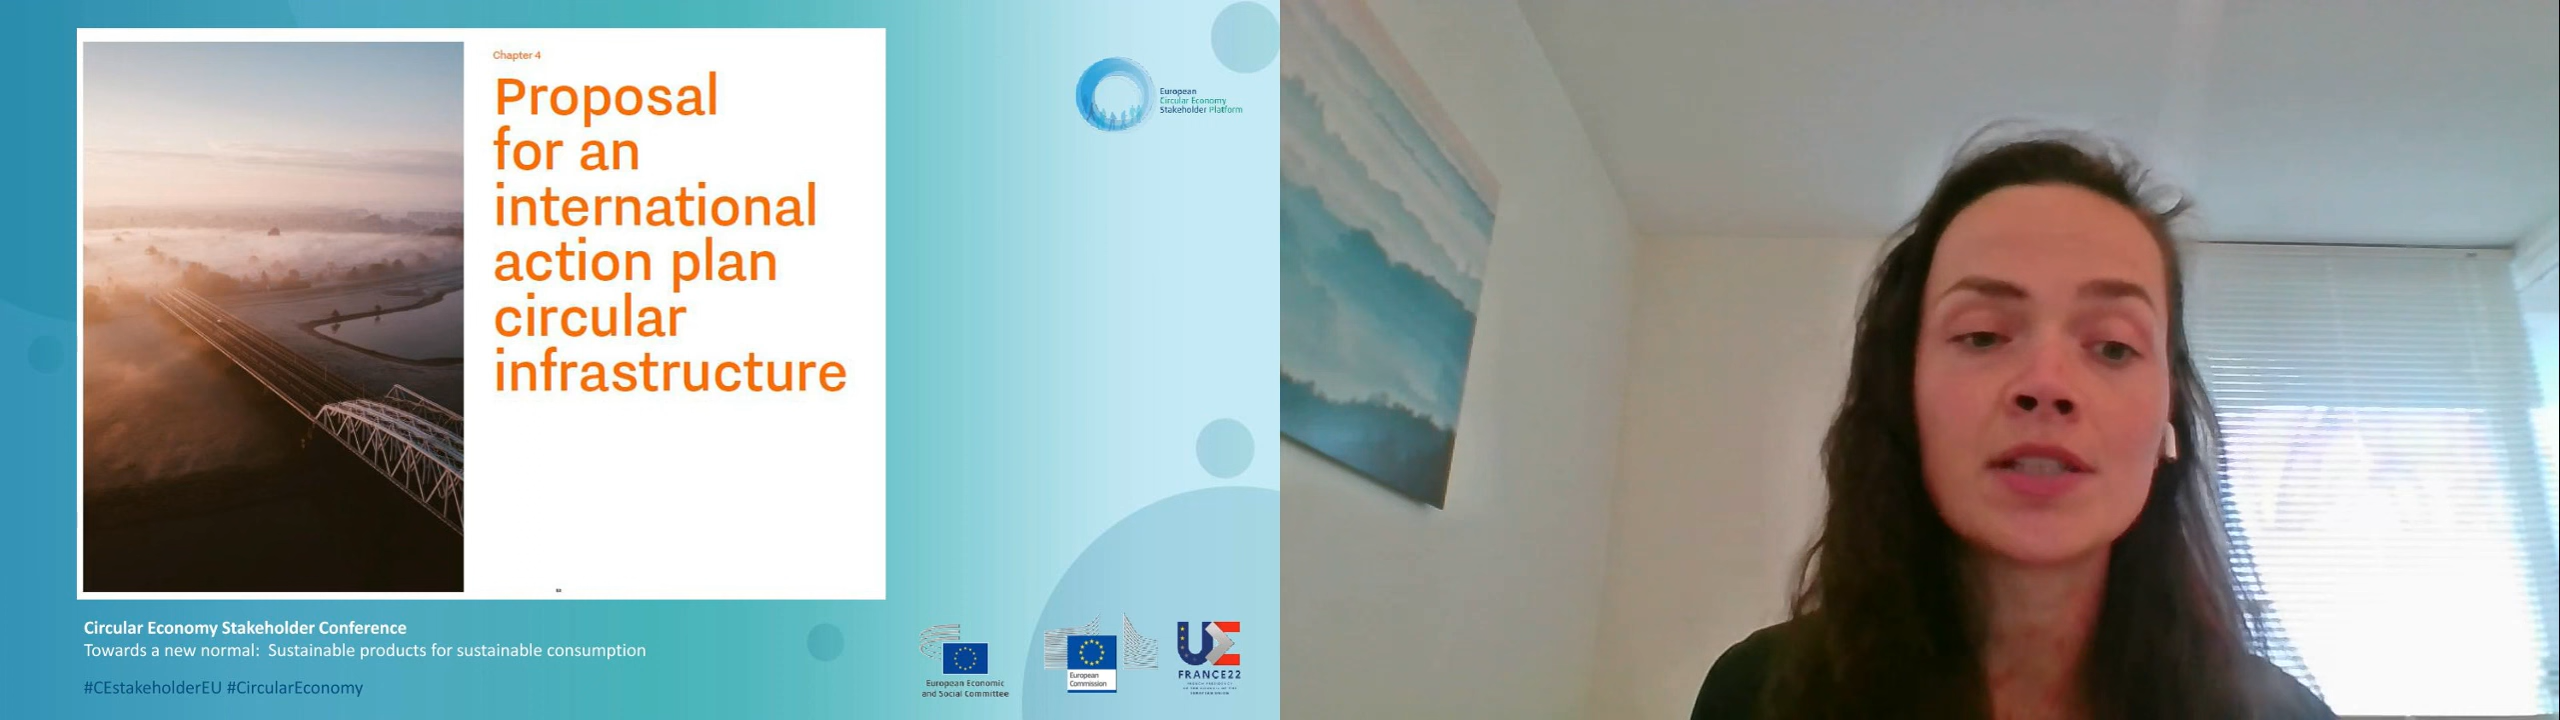 Chapter 4
Proposal
for an
international
action plan
circular
infrastructure
European
Circular Economy
Stakeholder Platform
Circular Economy Stakeholder Conference
Towards a new normal:  Sustainable products for sustainable consumption
#CEstakeholderEU #CircularEconomy
European Economic
and Social Committee
European
Commission
UE
FRANCE22